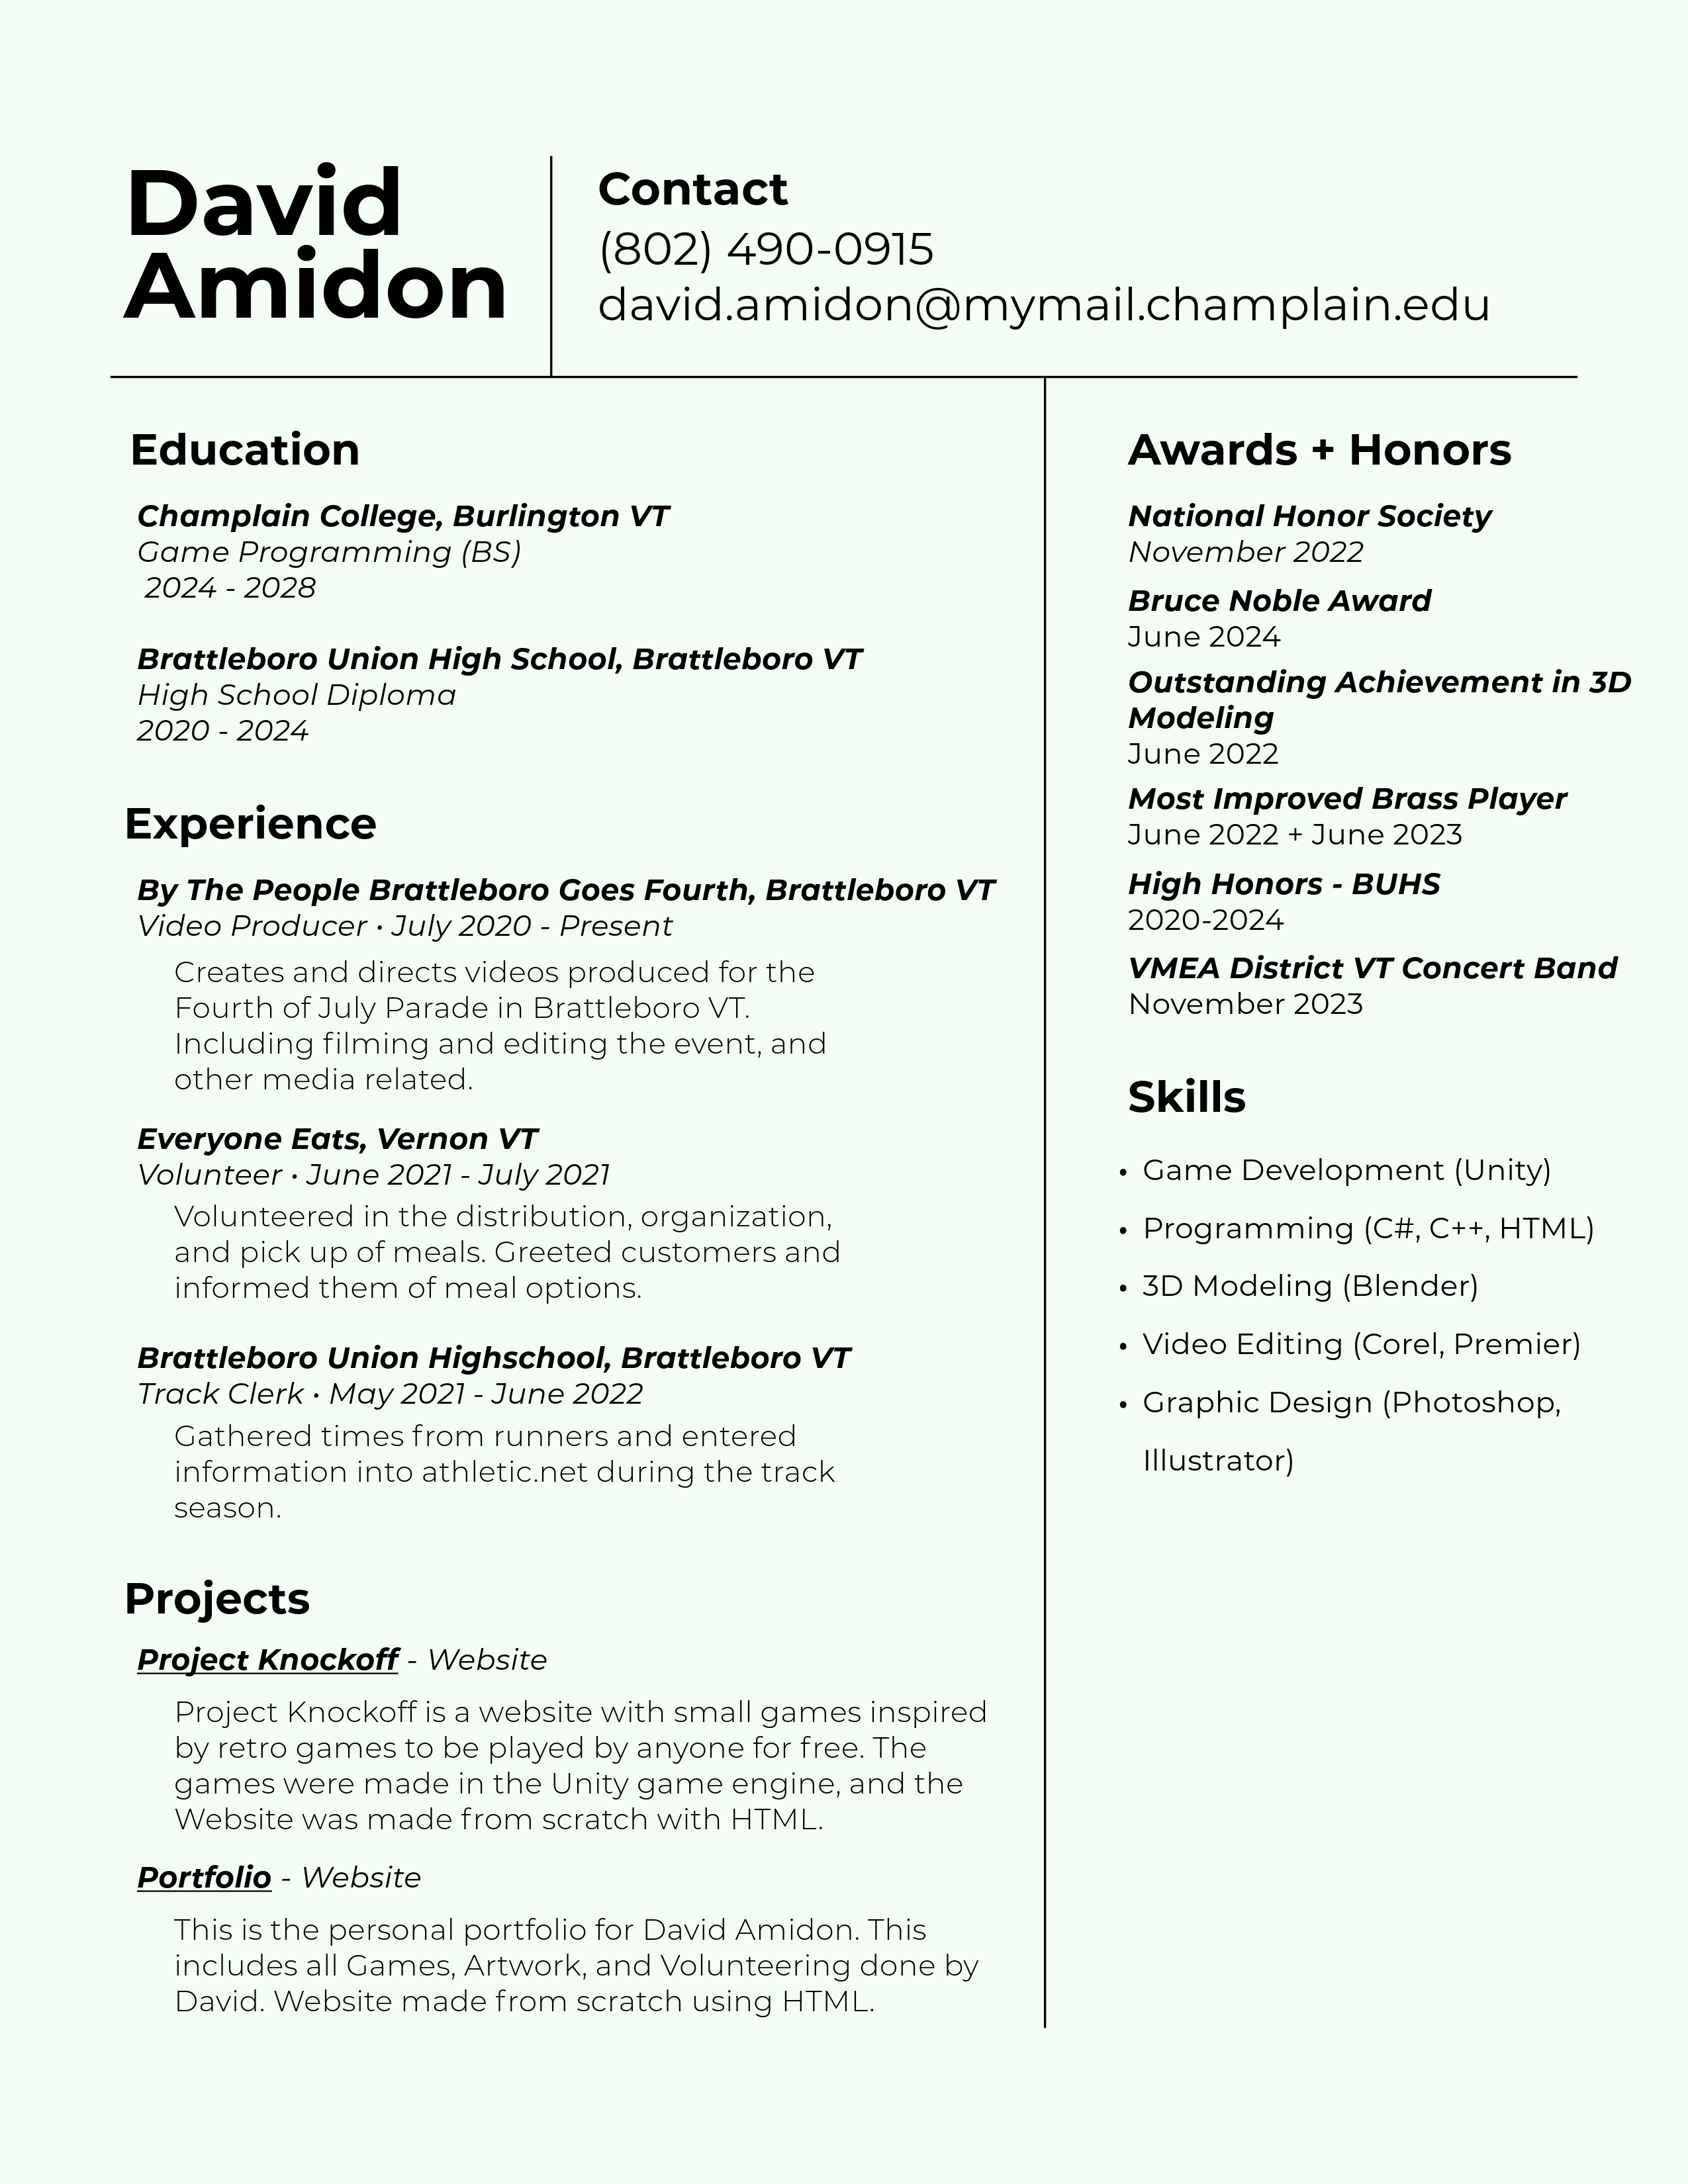 David
Amidon
Contact
(802) 490-0915
david.amidon@mymail.champlain.edu
Education
Champlain College, Burlington VT
Game Programming (BS)
2024 - 2028
Brattleboro Union High School, Brattleboro VT
High School Diploma
2020 - 2024
Experience
By The People Brattleboro Goes Fourth, Brattleboro VT
Video Producer • July 2020 - Present
Creates and directs videos produced for the
Fourth of July Parade in Brattleboro VT.
Including filming and editing the event, and
other media related.
Everyone Eats, Vernon VT
Volunteer • June 2021 - July 2021
Volunteered in the distribution, organization,
and pick up of meals. Greeted customers and
informed them of meal options.
Brattleboro Union Highschool, Brattleboro VT
Track Clerk • May 2021 - June 2022
Gathered times from runners and entered
information into athletic.net during the track
season.
Projects
Project Knockoff - Website
Project Knockoff is a website with small games inspired
by retro games to be played by anyone for free. The
games were made in the Unity game engine, and the
Website was made from scratch with HTML.
Portfolio - Website
This is the personal portfolio for David Amidon. This
includes all Games, Artwork, and Volunteering done by
David. Website made from scratch using HTML.
Awards + Honors
National Honor Society
November 2022
Bruce Noble Award
June 2024
Outstanding Achievement in 3D
Modeling
June 2022
Most Improved Brass Player
June 2022 + June 2023
High Honors - BUHS
2020-2024
VMEA District VT Concert Band
November 2023
Skills
• Game Development (Unity)
• Programming (C#, C++, HTML)
• 3D Modeling (Blender)
• Video Editing (Corel, Premier)
• Graphic Design (Photoshop,
Illustrator)